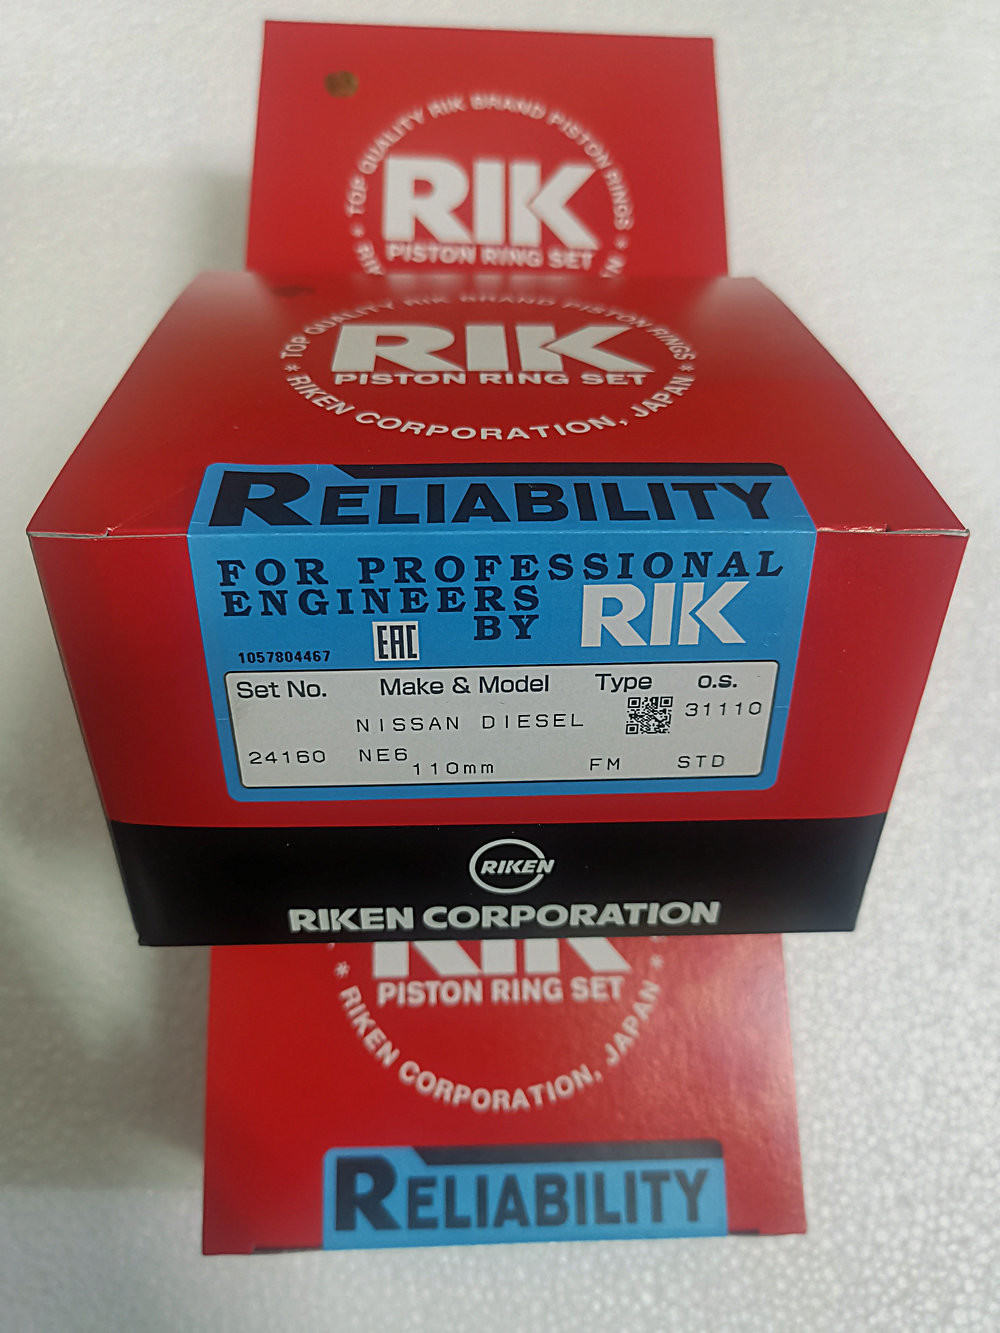 * TOP QUALITY RIK BRAND PISTON RINGS *
RIK
PISTON RING SET
* TOP QUALITY RIK BRAND PISTON RINGS *
RIK
PISTON RING SET
RIKEN CORPORATION, JAPAN
RELIABILITY
FOR PROFESSIONAL
ENGINEERS
BY RIK
EAC
1057804467
Set No. Make & Model Type o.s.
NISSAN DIESEL 31110
24160 NE6 110mm FM STD
RIKEN
RIKEN CORPORATION
RIK
PISTON RING SET
* RIKEN CORPORATION, JAPAN *
RELIABILITY